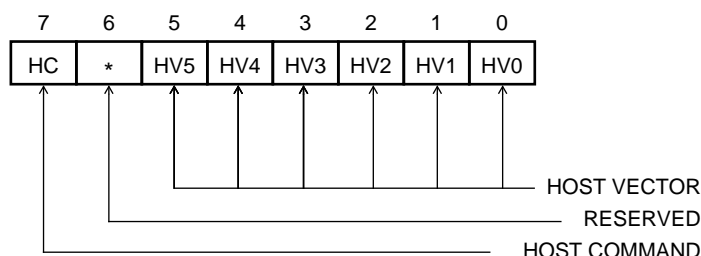 7 6 5 4 3 2 1 0
HC * HV5 HV4 HV3 HV2 HV1 HV0
HOST VECTOR
RESERVED
HOST COMMAND